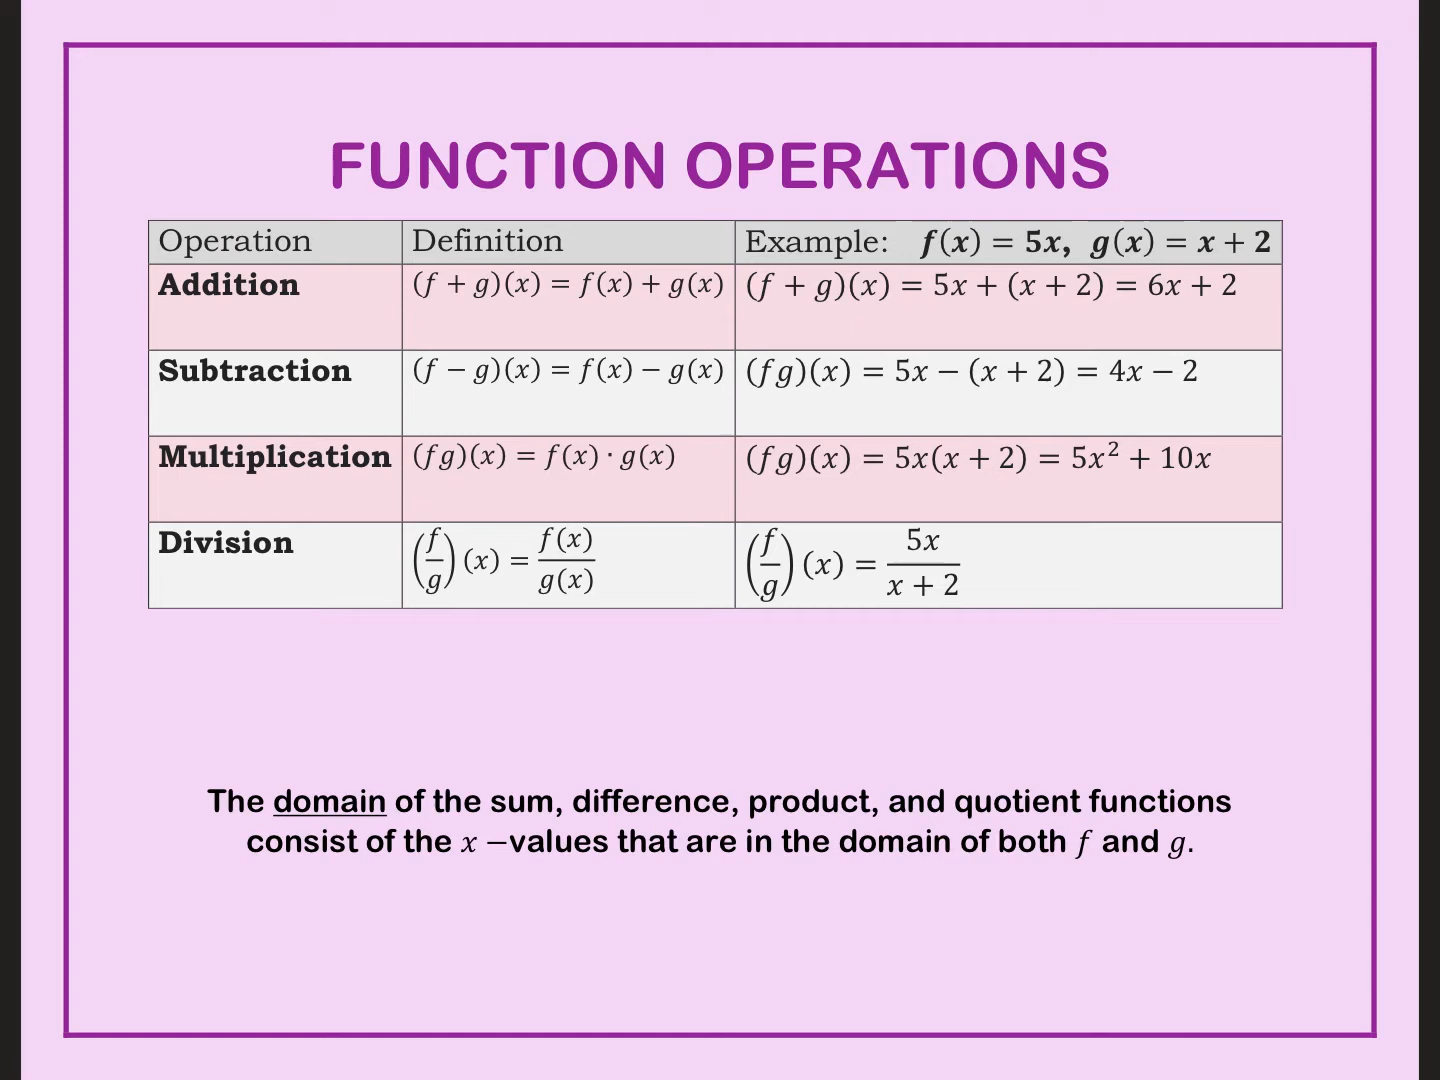 FUNCTION OPERATIONS
Operation Definition Example: f(x) = 5x, g(x) = x + 2
Addition (f + g)(x) = f(x) + g(x) (f + g)(x) = 5x + (x + 2) = 6x + 2
Subtraction (f − g)(x) = f(x) − g(x) (fg)(x) = 5x − (x + 2) = 4x − 2
Multiplication (fg)(x) = f(x) · g(x) (fg)(x) = 5x(x + 2) = 5x² + 10x
Division (f/g)(x) = f(x)/g(x) (f/g)(x) = 5x/(x + 2)
The domain of the sum, difference, product, and quotient functions
consist of the x −values that are in the domain of both f and g.